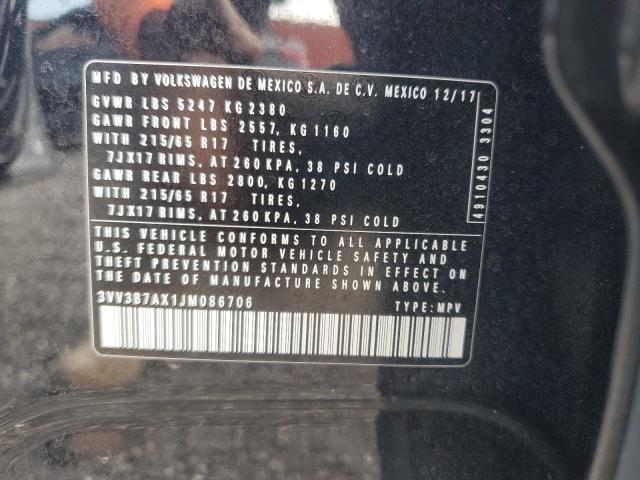 MFD BY VOLKSWAGEN DE MEXICO S.A. DE C.V. MEXICO 12/17
GVWR LBS 5247 KG 2380
GAWR FRONT LBS 2557, KG 1160
WITH 215/65 R17 TIRES,
7JX17 RIMS, AT 260 KPA, 38 PSI COLD
GAWR REAR LBS 2800, KG 1270
WITH 215/65 R17 TIRES,
7JX17 RIMS, AT 260 KPA, 38 PSI COLD
4910430 3304
THIS VEHICLE CONFORMS TO ALL APPLICABLE
U.S. FEDERAL MOTOR VEHICLE SAFETY AND
THEFT PREVENTION STANDARDS IN EFFECT ON
THE DATE OF MANUFACTURE SHOWN ABOVE.
3VV3B7AX1JM086706 TYPE: MPV